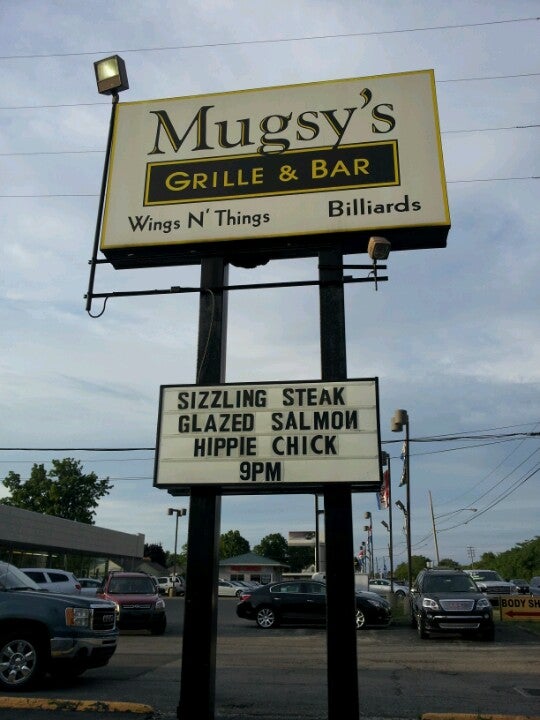 Mugsy's
GRILLE & BAR
Wings N' Things Billiards
SIZZLING STEAK
GLAZED SALMON
HIPPIE CHICK
9PM
BODY SH